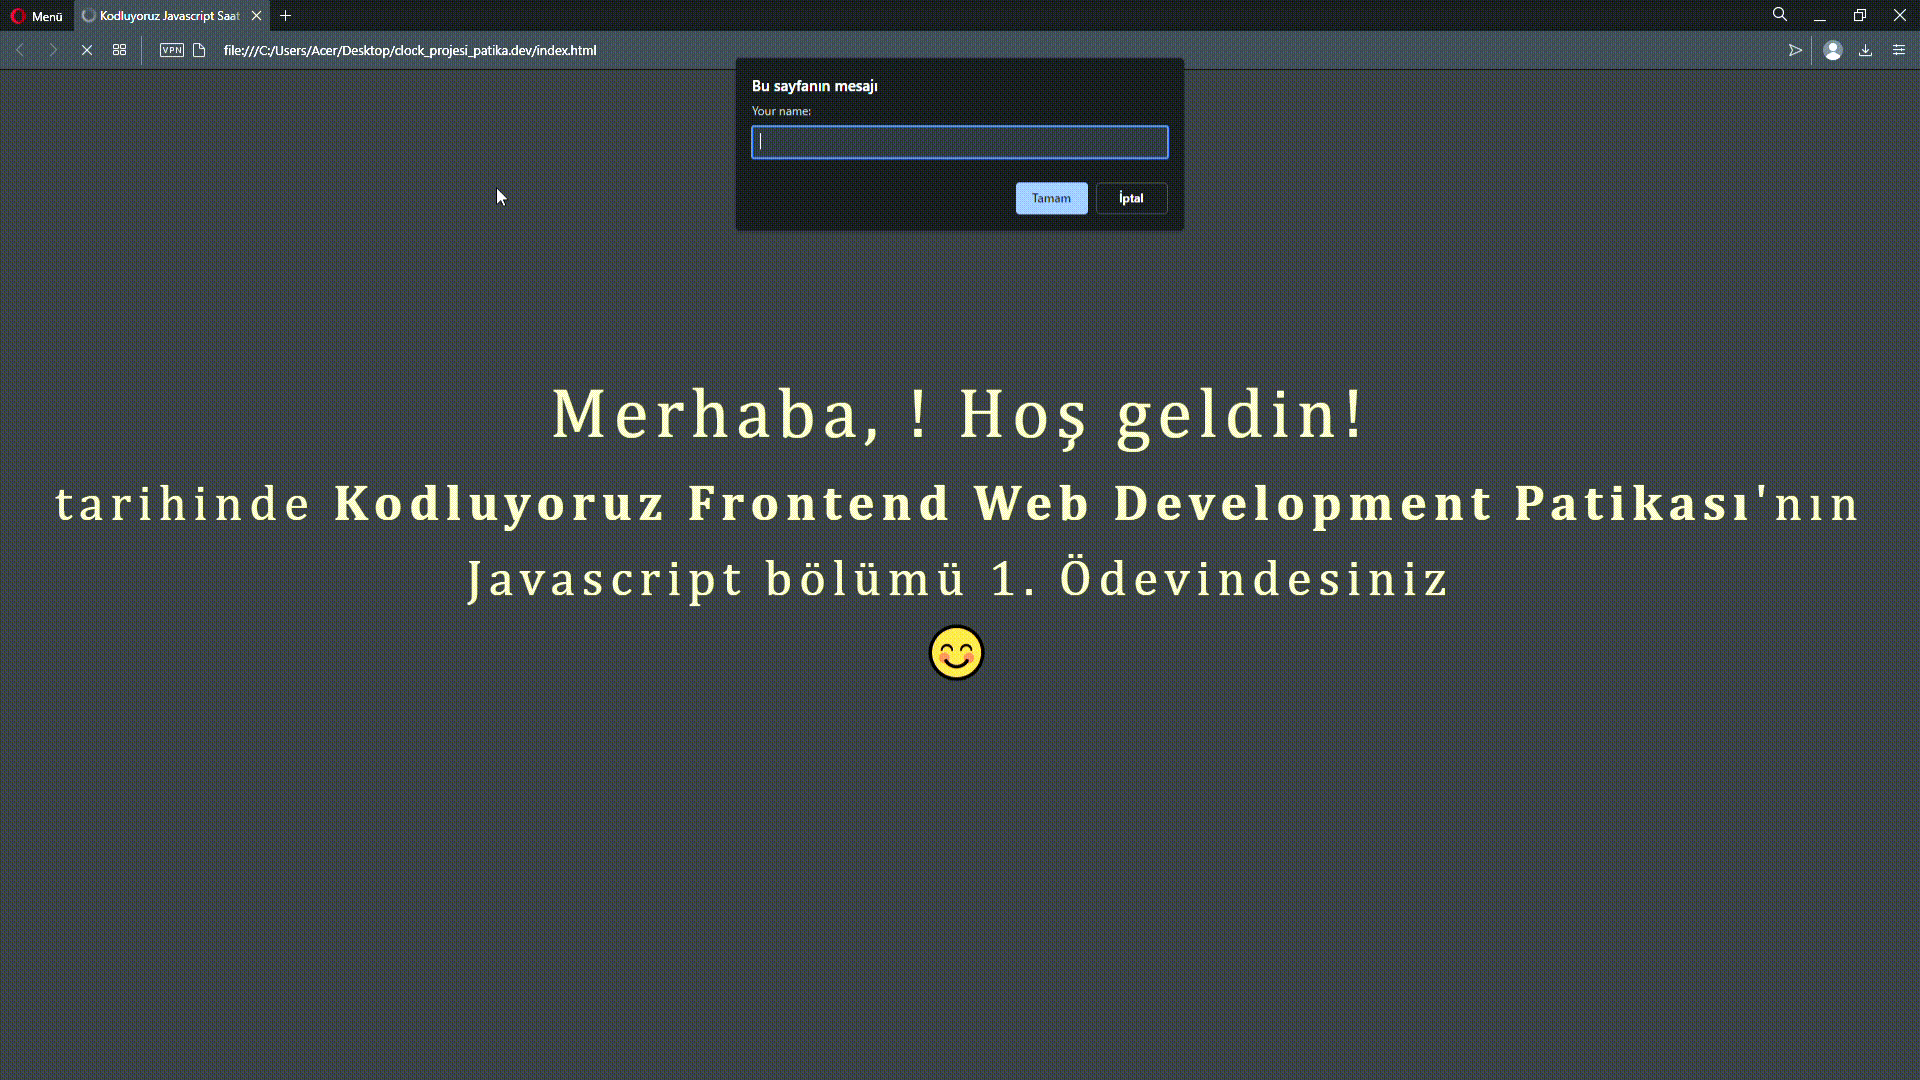 Menü
Kodluyoruz Javascript Saat
VPN
file:///C:/Users/Acer/Desktop/clock_projesi_patika.dev/index.html
Bu sayfanın mesajı
Your name:
Tamam İptal
Merhaba, ! Hoş geldin!
tarihinde Kodluyoruz Frontend Web Development Patikası'nın
Javascript bölümü 1. Ödevindesiniz